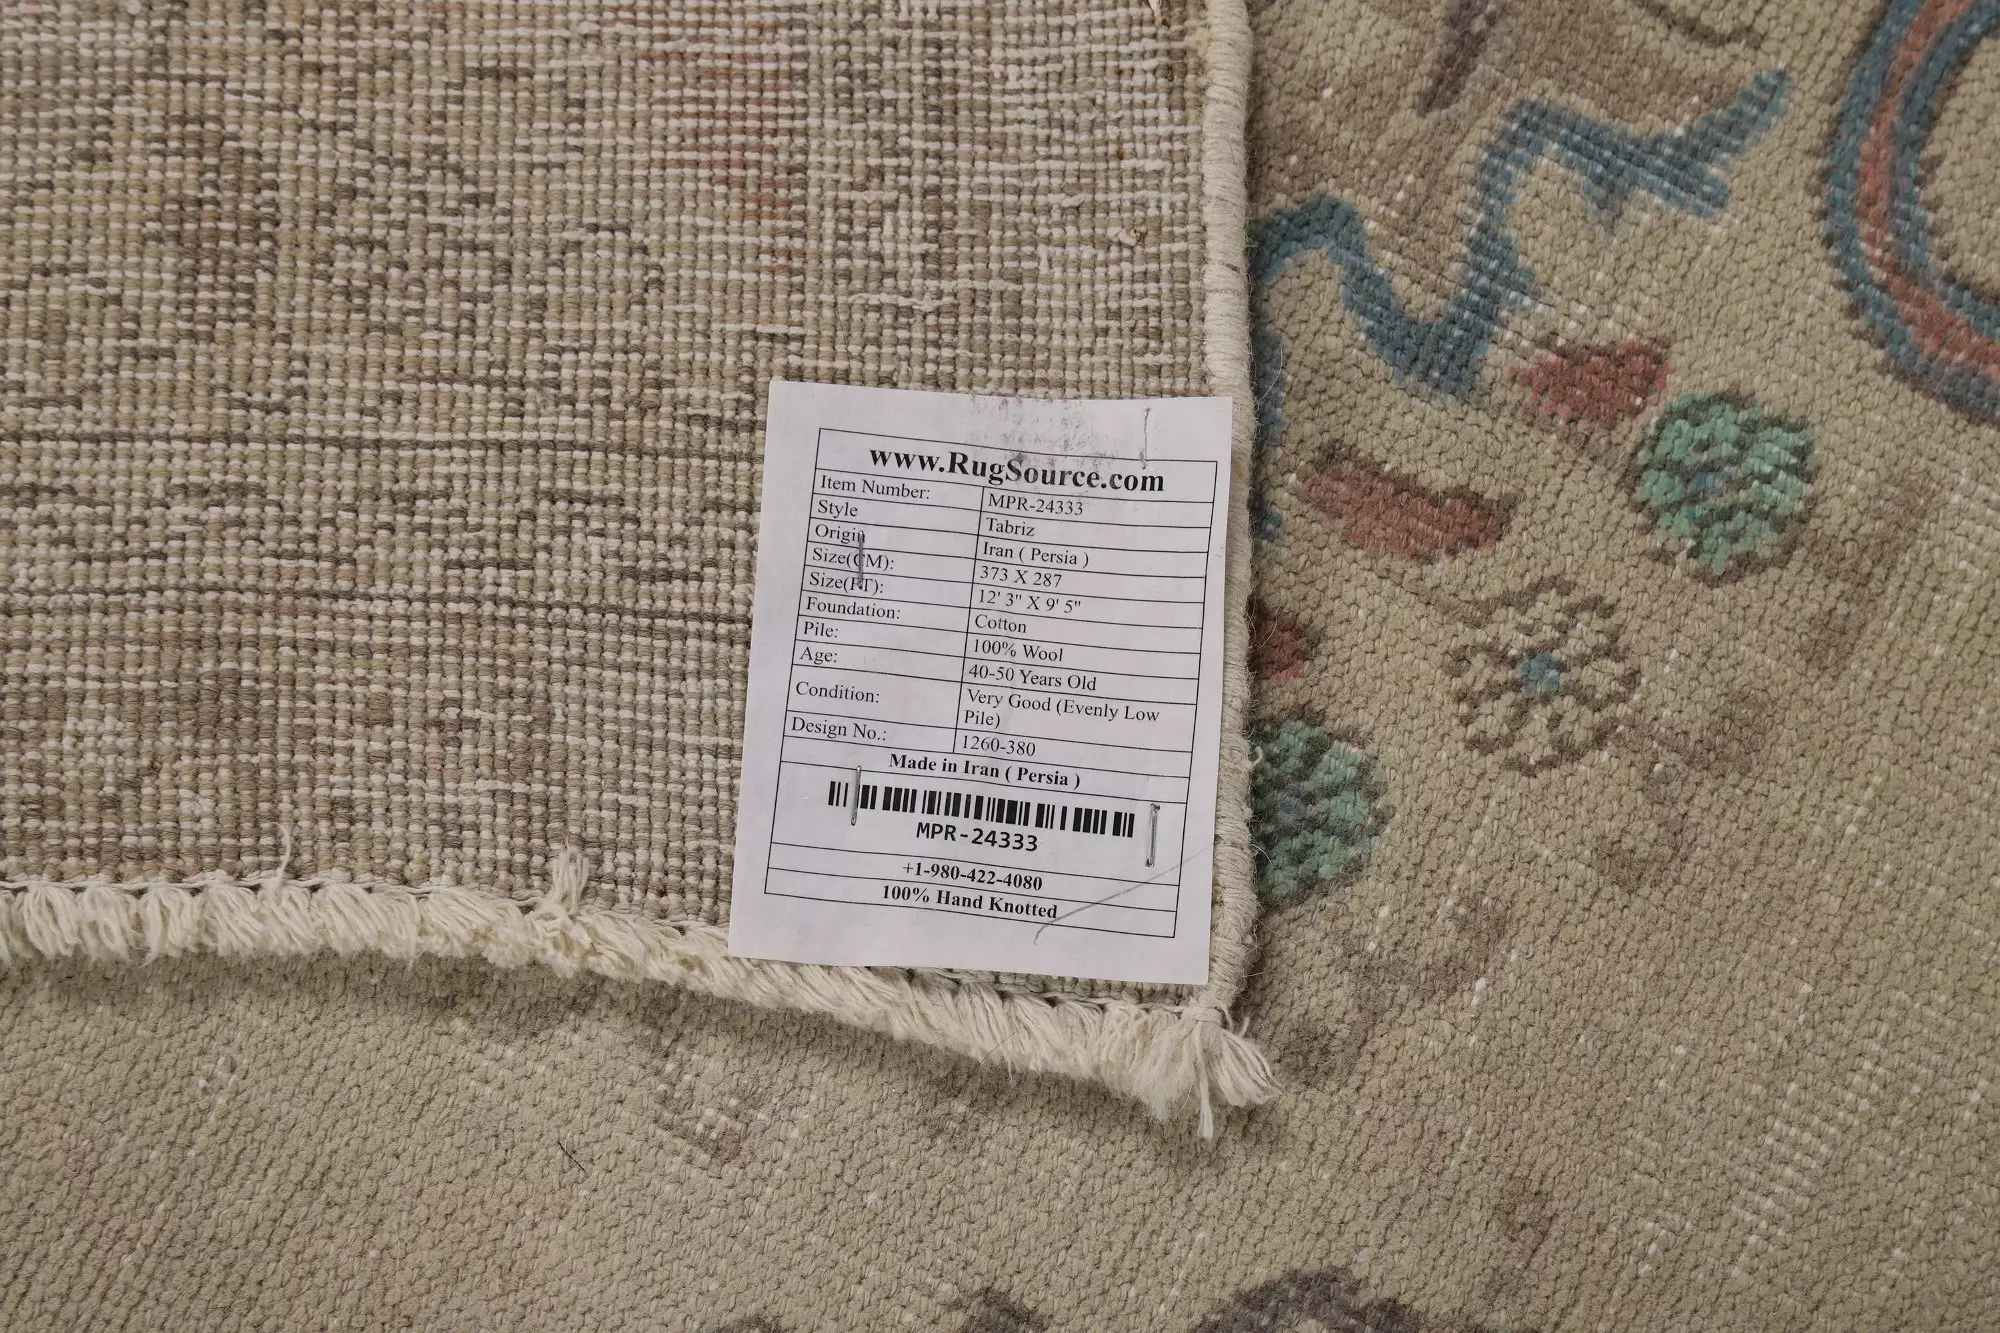 www.RugSource.com
Item Number: MPR-24333
Style Tabriz
Origin Iran ( Persia )
Size(CM): 373 X 287
Size(FT): 12' 3" X 9' 5"
Foundation: Cotton
Pile: 100% Wool
Age: 40-50 Years Old
Condition: Very Good (Evenly Low
Pile)
Design No.: 1260-380
Made in Iran ( Persia )
MPR-24333
+1-980-422-4080
100% Hand Knotted